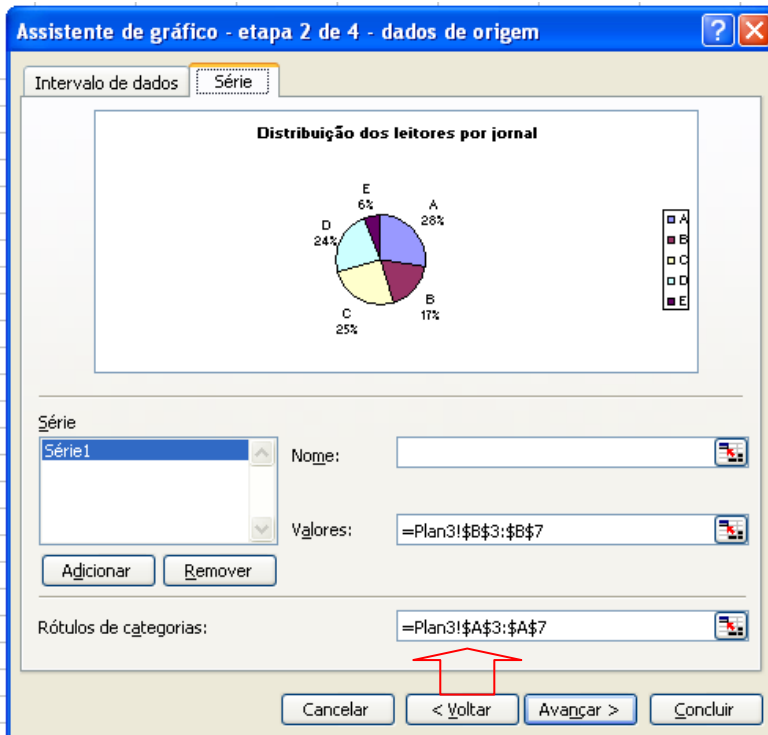 Assistente de gráfico - etapa 2 de 4 - dados de origem
Intervalo de dados
Série
Distribuição dos leitores por jornal
E
6%
A
28%
D
24%
B
17%
C
25%
A
B
C
D
E
Série
Série1
Nome:
Valores:
=Plan3!$B$3:$B$7
Adicionar
Remover
Rótulos de categorias:
=Plan3!$A$3:$A$7
Cancelar
< Voltar
Avançar >
Concluir